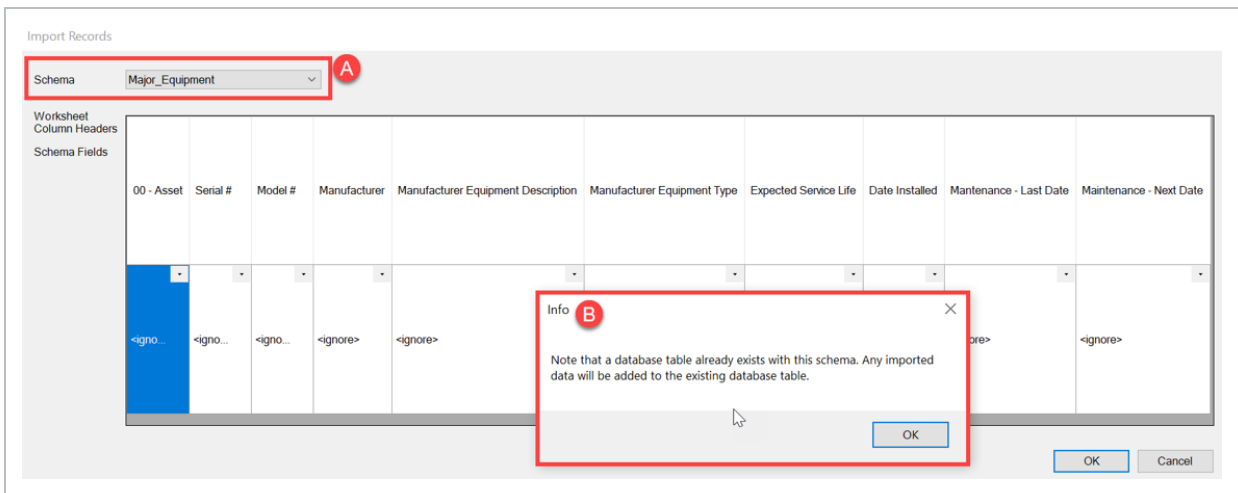 Import Records
Schema Major_Equipment A
Worksheet
Column Headers
Schema Fields
00 - Asset Serial # Model # Manufacturer Manufacturer Equipment Description Manufacturer Equipment Type Expected Service Life Date Installed Mantenance - Last Date Maintenance - Next Date
<igno... <igno... <igno... <ignore> <ignore> ore> <ignore>
Info B
Note that a database table already exists with this schema. Any imported
data will be added to the existing database table.
OK
OK Cancel